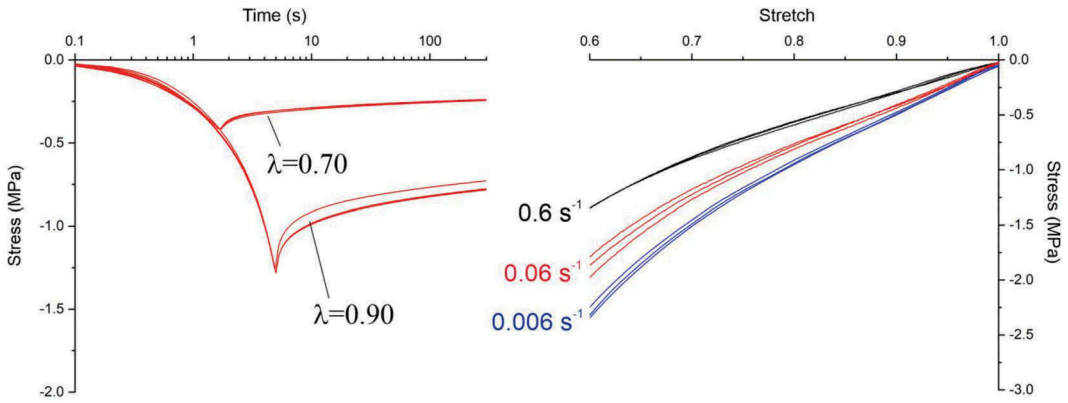 Time (s)
0.1 1 10 100
0.0
-0.5
-1.0
-1.5
-2.0
Stress (MPa)
λ=0.70
λ=0.90
Stretch
0.6 0.7 0.8 0.9 1.0
0.0
-0.5
-1.0
-1.5
-2.0
-2.5
-3.0
Stress (MPa)
0.6 s⁻¹
0.06 s⁻¹
0.006 s⁻¹